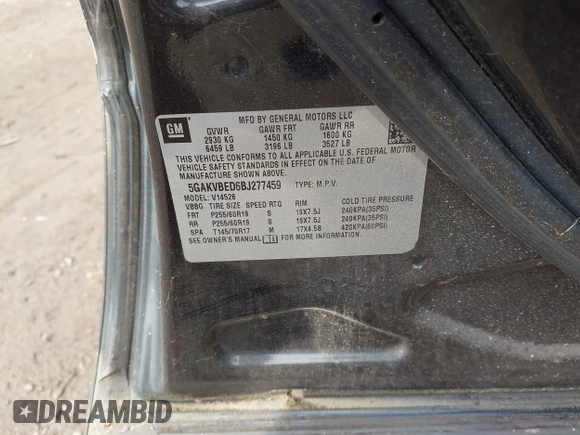 MFD BY GENERAL MOTORS LLC
GM GVWR GAWR FRT GAWR RR
2930 KG 1450 KG 1600 KG
6459 LB 3196 LB 3527 LB
THIS VEHICLE CONFORMS TO ALL APPLICABLE U.S. FEDERAL MOTOR
VEHICLE SAFETY STANDARDS IN EFFECT ON THE DATE OF
MANUFACTURE SHOWN ABOVE.
5GAKVBED6BJ277459 TYPE: M.P.V.
MODEL: V14526
VBBG TIRE SIZE SPEED RTG RIM COLD TIRE PRESSURE
FRT P255/60R19 S 19X7.5J 240KPA(35PSI)
RR P255/60R19 S 19X7.5J 240KPA(35PSI)
SPA T145/70R17 M 17X4.5B 420KPA(60PSI)
SEE OWNER'S MANUAL FOR MORE INFORMATION.
DREAMBID